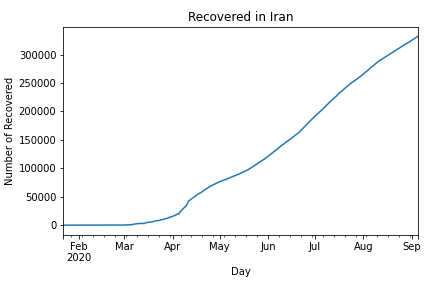 Recovered in Iran
Number of Recovered
300000
250000
200000
150000
100000
50000
0
Feb Mar Apr May Jun Jul Aug Sep
2020
Day